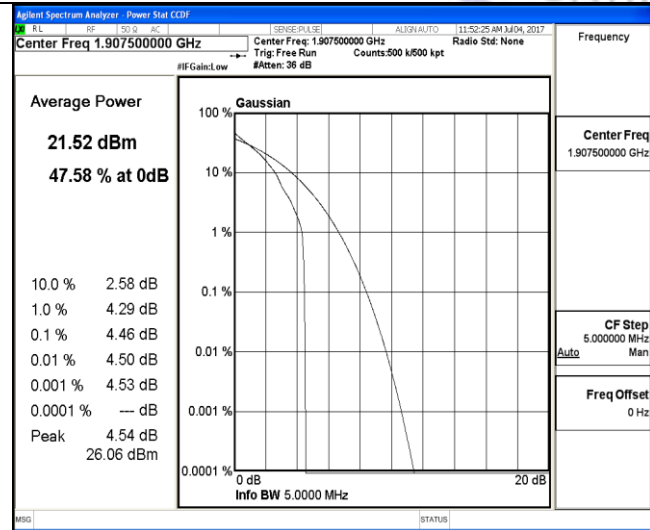 Agilent Spectrum Analyzer - Power Stat CCDF
RL RF 50 Ω AC SENSE:PULSE ALIGN AUTO 11:52:25 AM Jul 04, 2017
Center Freq 1.907500000 GHz
Center Freq: 1.907500000 GHz Radio Std: None
Trig: Free Run Counts:500 k/500 kpt
#IFGain:Low #Atten: 36 dB
Frequency
Average Power
21.52 dBm
47.58 % at 0dB
10.0 % 2.58 dB
1.0 % 4.29 dB
0.1 % 4.46 dB
0.01 % 4.50 dB
0.001 % 4.53 dB
0.0001 % --- dB
Peak 4.54 dB
26.06 dBm
Gaussian
100 %
10 %
1 %
0.1 %
0.01 %
0.001 %
0.0001 %
0 dB 20 dB
Info BW 5.0000 MHz
Center Freq
1.907500000 GHz
CF Step
5.000000 MHz
Auto Man
Freq Offset
0 Hz
MSG STATUS